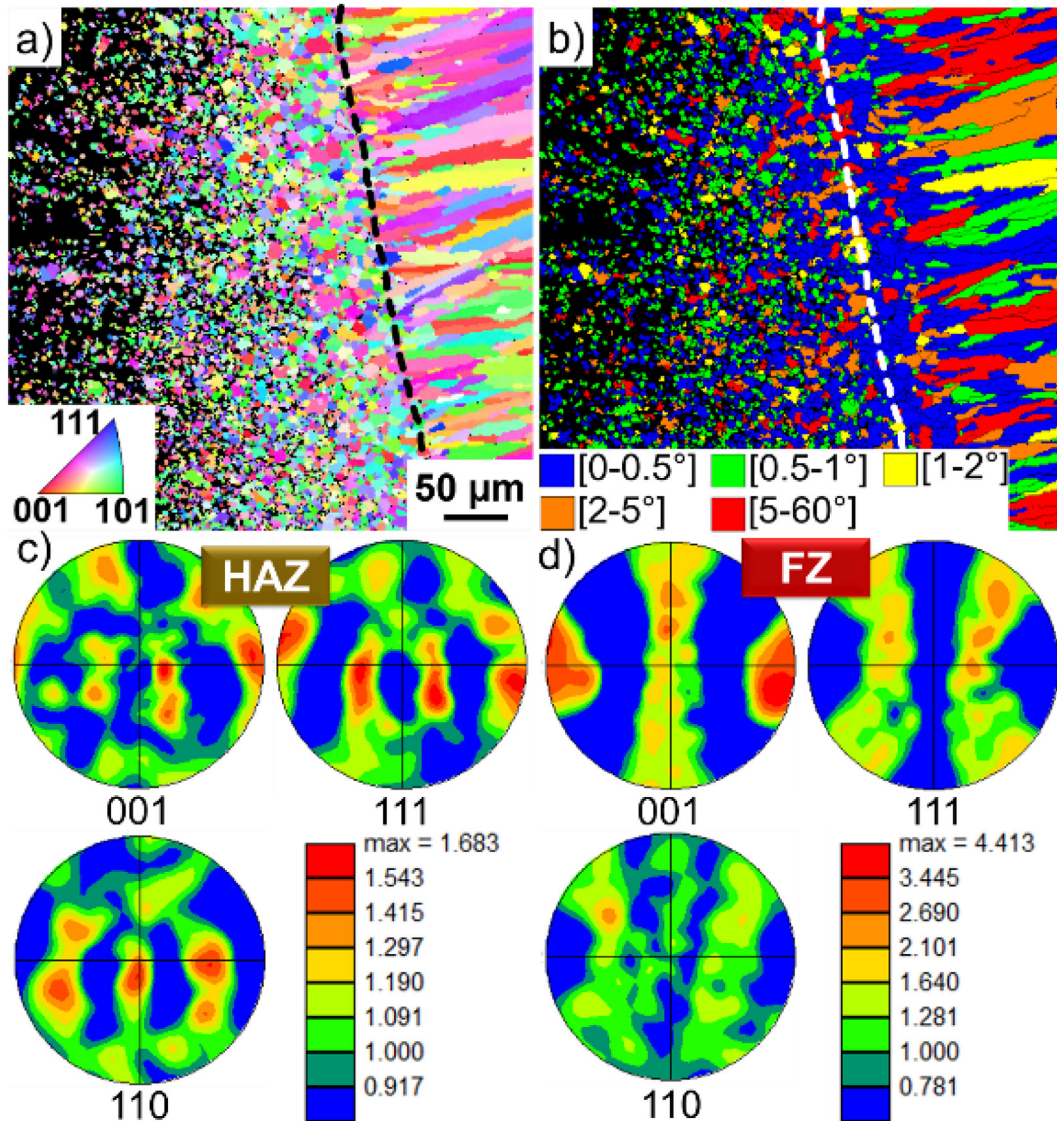 a)
b)
111
001 101
50 µm
[0-0.5°] [0.5-1°] [1-2°]
[2-5°] [5-60°]
c) HAZ
d) FZ
001 111
001 111
max = 1.683
1.543
1.415
1.297
1.190
1.091
1.000
0.917
110
max = 4.413
3.445
2.690
2.101
1.640
1.281
1.000
0.781
110